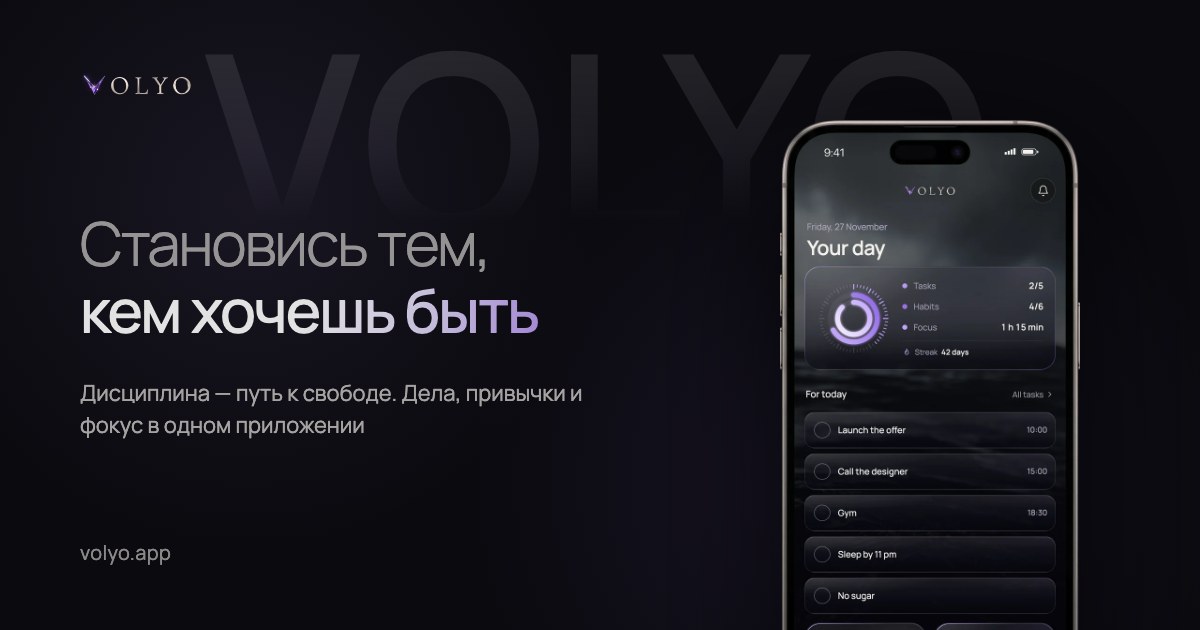 VOLYO
VOLYO
Становись тем,
кем хочешь быть
Дисциплина — путь к свободе. Дела, привычки и
фокус в одном приложении
volyo.app
9:41
VOLYO
Friday, 27 November
Your day
Tasks 2/5
Habits 4/6
Focus 1 h 15 min
Streak 42 days
For today All tasks >
Launch the offer 10:00
Call the designer 15:00
Gym 18:30
Sleep by 11 pm
No sugar